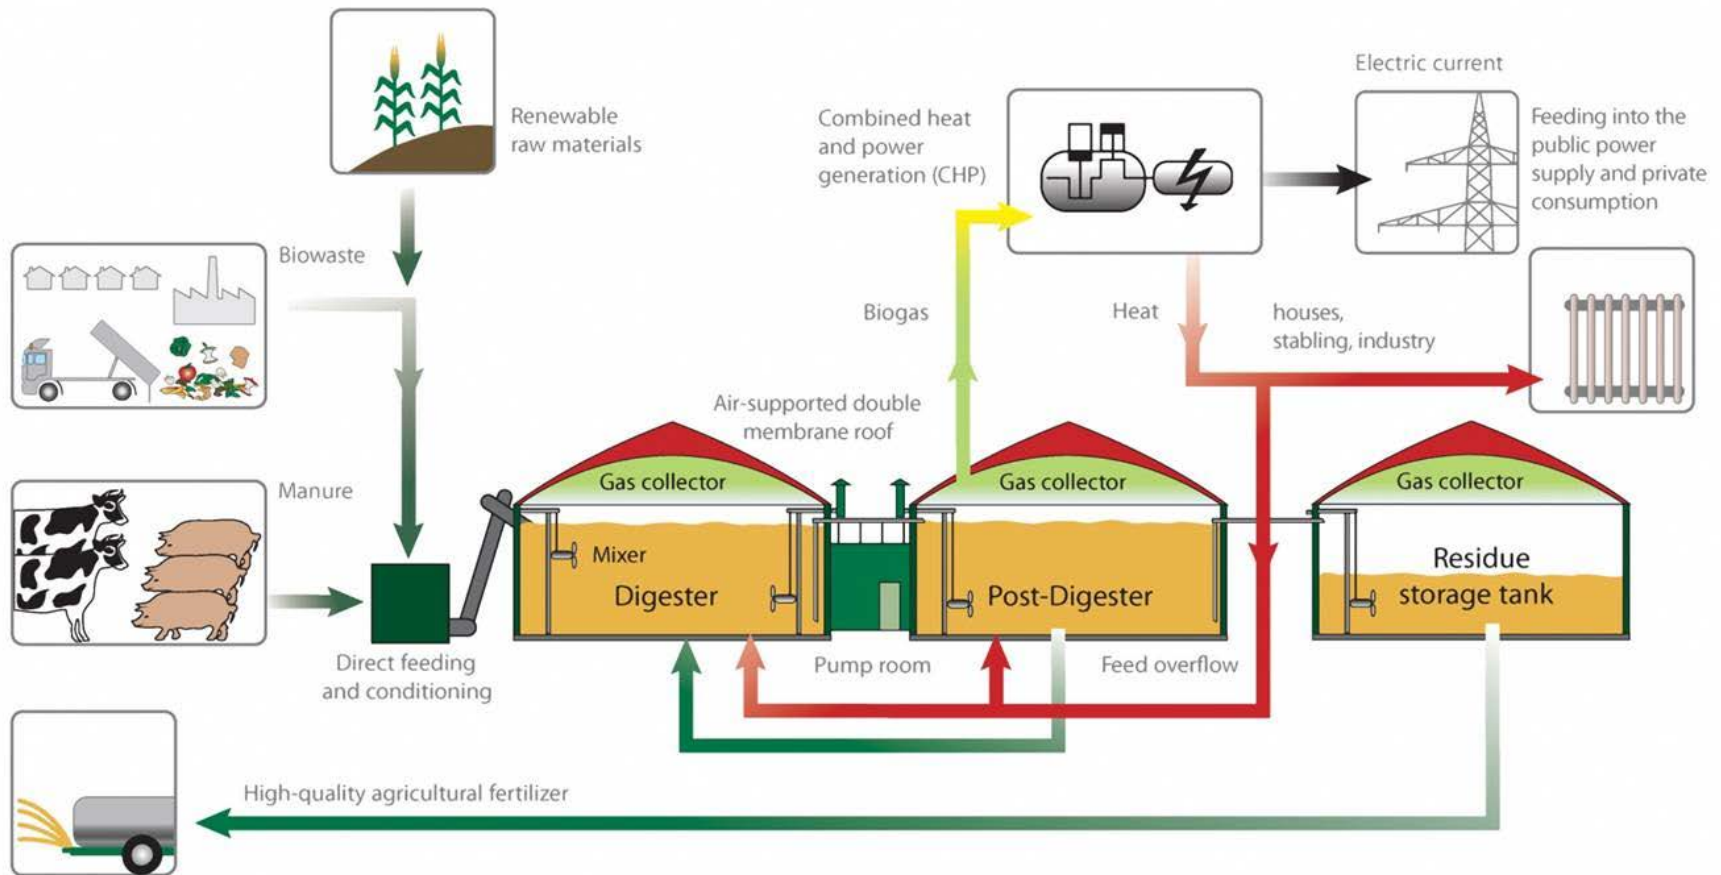 Renewable
raw materials
Combined heat
and power
generation (CHP)
Electric current
Feeding into the
public power
supply and private
consumption
Biowaste
Biogas
Heat
houses,
stabling, industry
Air-supported double
membrane roof
Manure
Gas collector
Gas collector
Gas collector
Mixer
Digester
Post-Digester
Residue
storage tank
Direct feeding
and conditioning
Pump room
Feed overflow
High-quality agricultural fertilizer